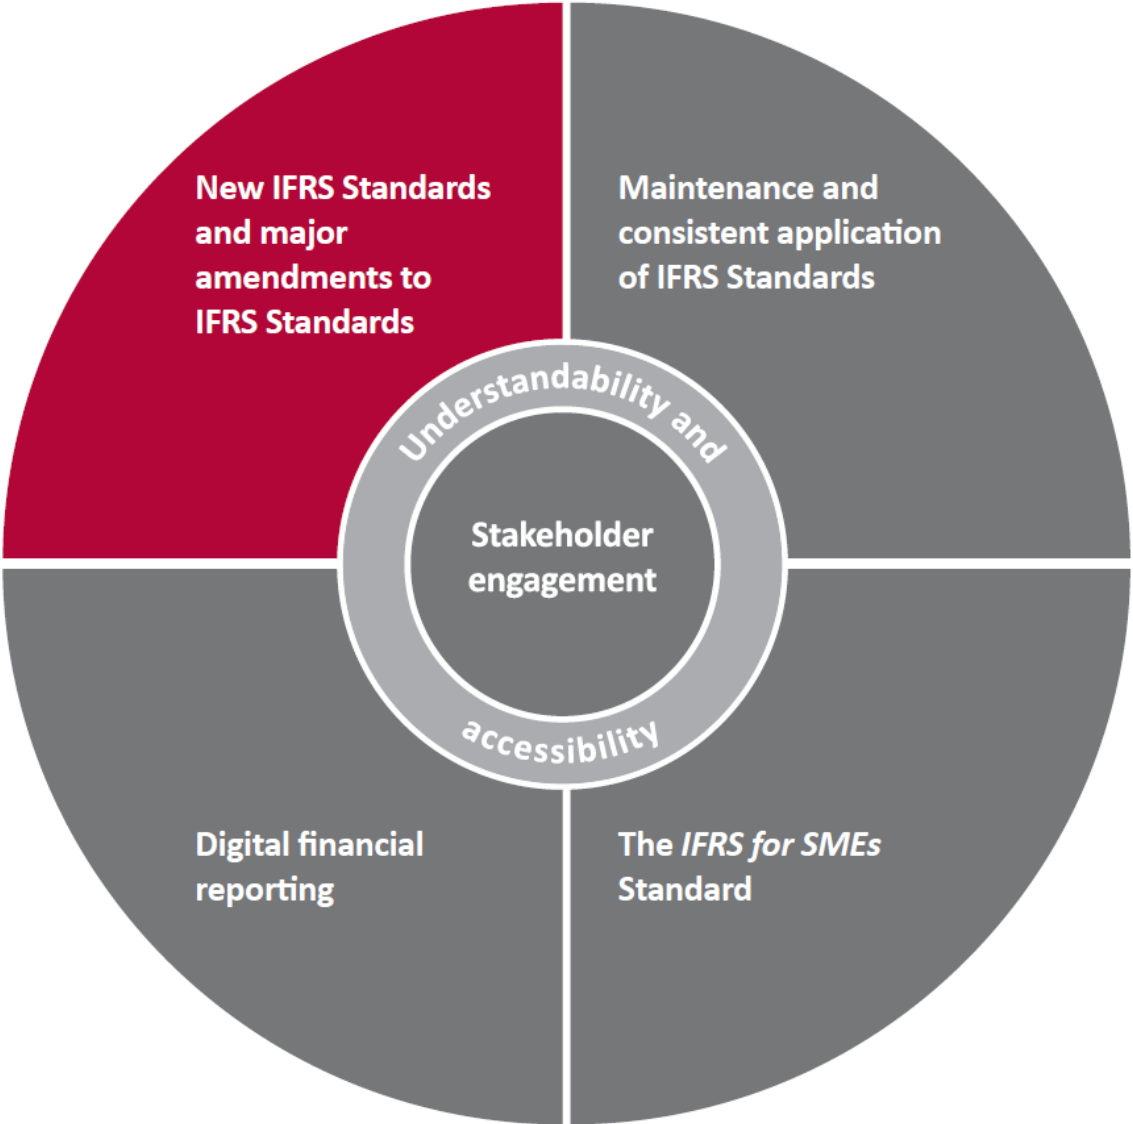 New IFRS Standards
and major
amendments to
IFRS Standards
Maintenance and
consistent application
of IFRS Standards
Understandability and
Stakeholder
engagement
accessibility
Digital financial
reporting
The IFRS for SMEs
Standard